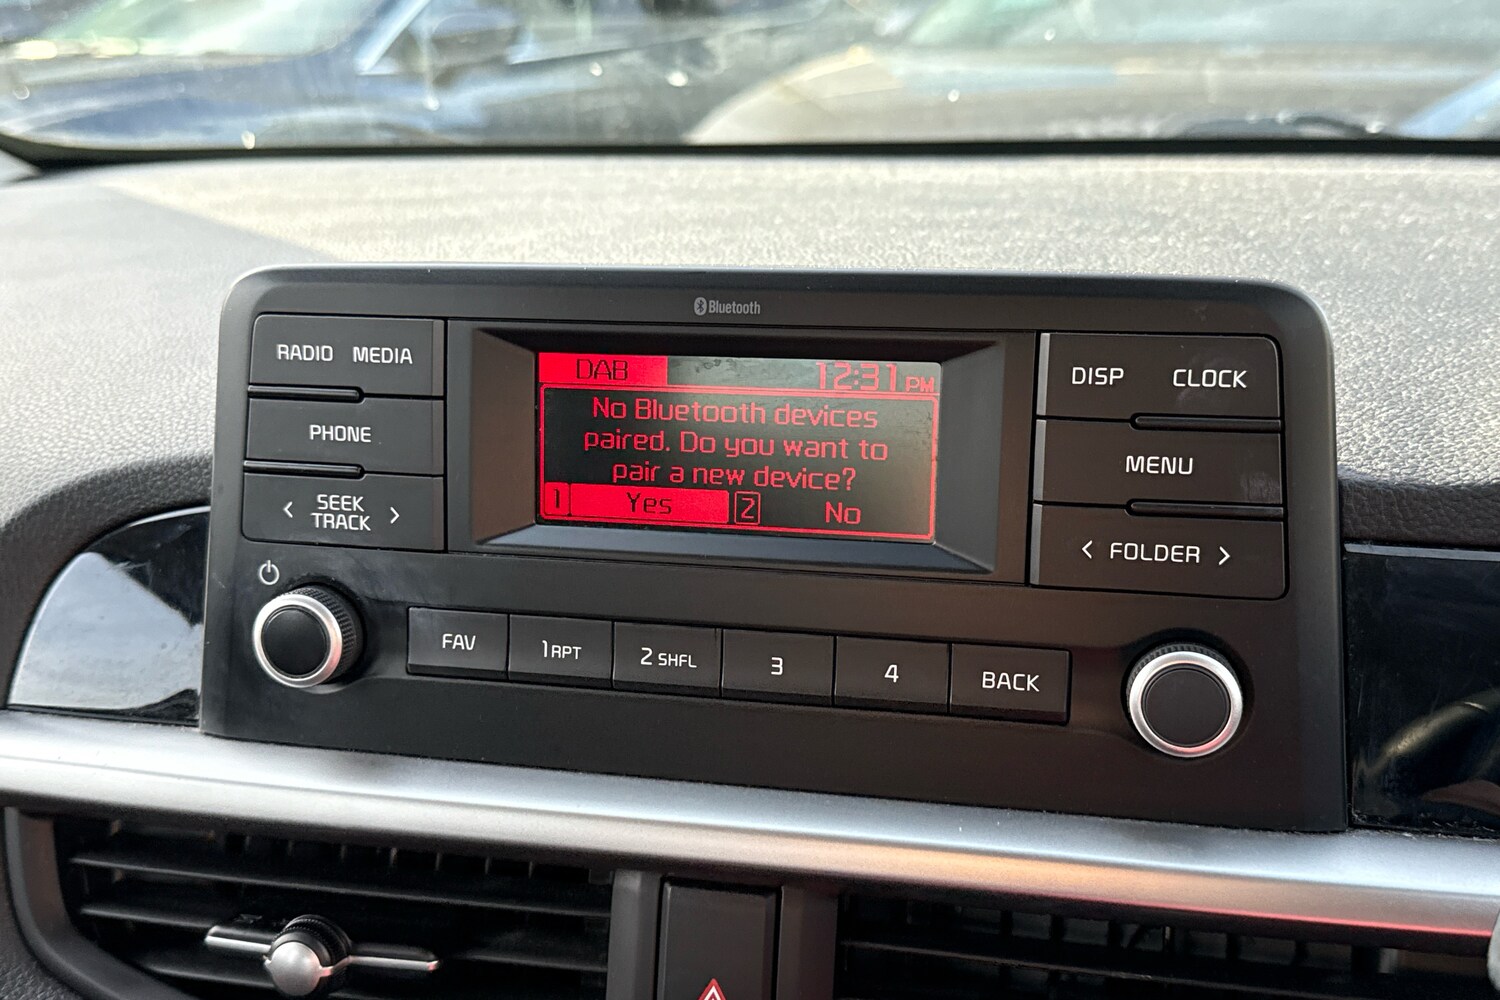 Bluetooth
RADIO MEDIA
PHONE
< SEEK >
TRACK
DAB 12:31 PM
No Bluetooth devices
paired. Do you want to
pair a new device?
1 Yes 2 No
DISP CLOCK
MENU
< FOLDER >
FAV 1 RPT 2 SHFL 3 4 BACK